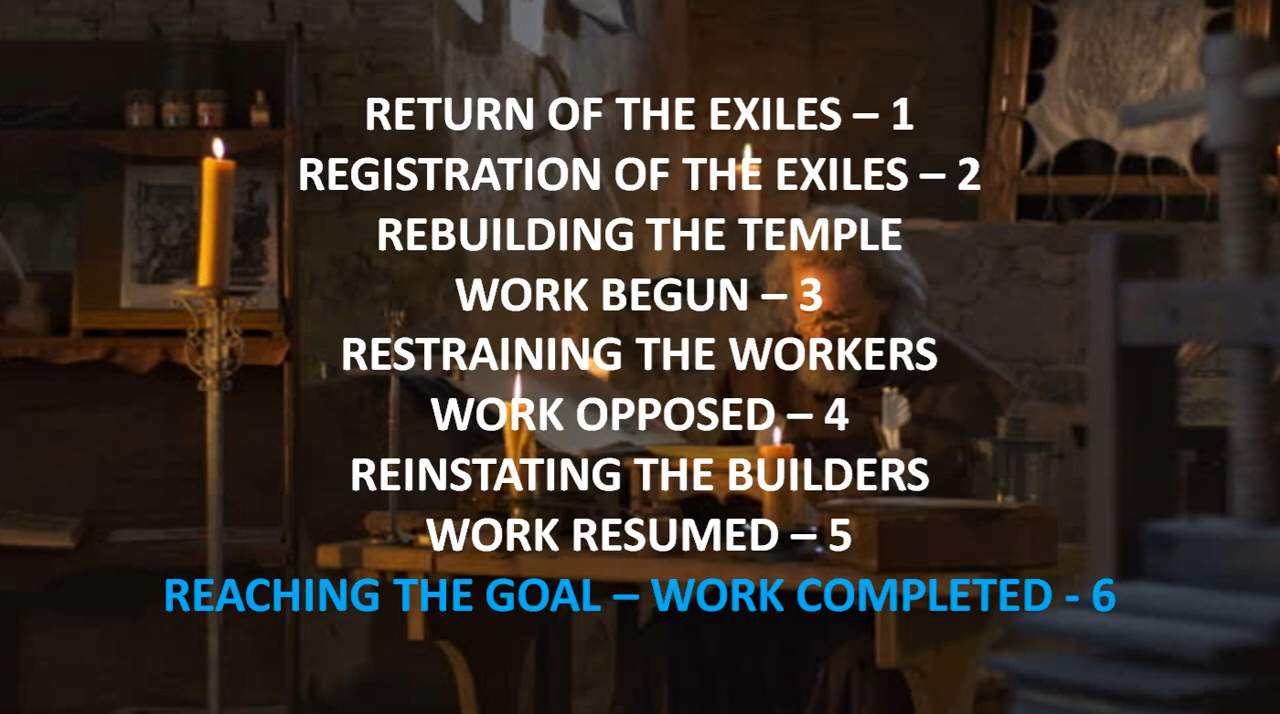 RETURN OF THE EXILES – 1
REGISTRATION OF THE EXILES – 2
REBUILDING THE TEMPLE
WORK BEGUN – 3
RESTRAINING THE WORKERS
WORK OPPOSED – 4
REINSTATING THE BUILDERS
WORK RESUMED – 5
REACHING THE GOAL – WORK COMPLETED - 6